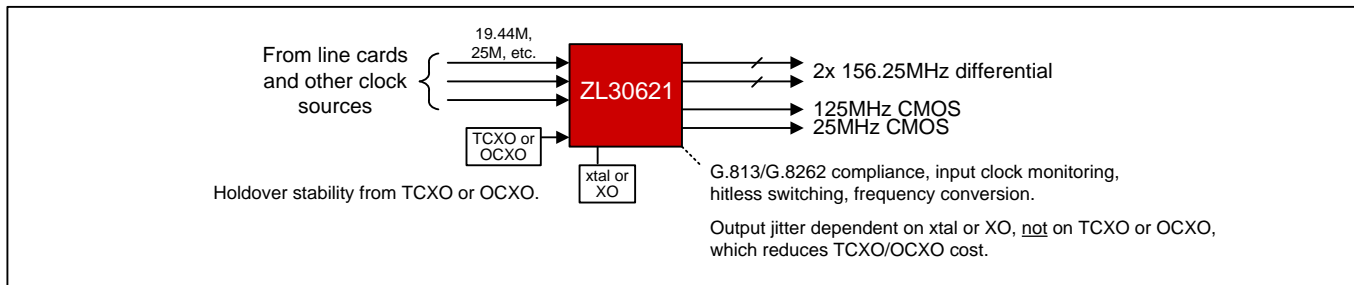 From line cards
and other clock
sources
19.44M,
25M, etc.
ZL30621
2x 156.25MHz differential
125MHz CMOS
25MHz CMOS
TCXO or
OCXO
xtal or
XO
Holdover stability from TCXO or OCXO.
G.813/G.8262 compliance, input clock monitoring,
hitless switching, frequency conversion.
Output jitter dependent on xtal or XO, not on TCXO or OCXO,
which reduces TCXO/OCXO cost.